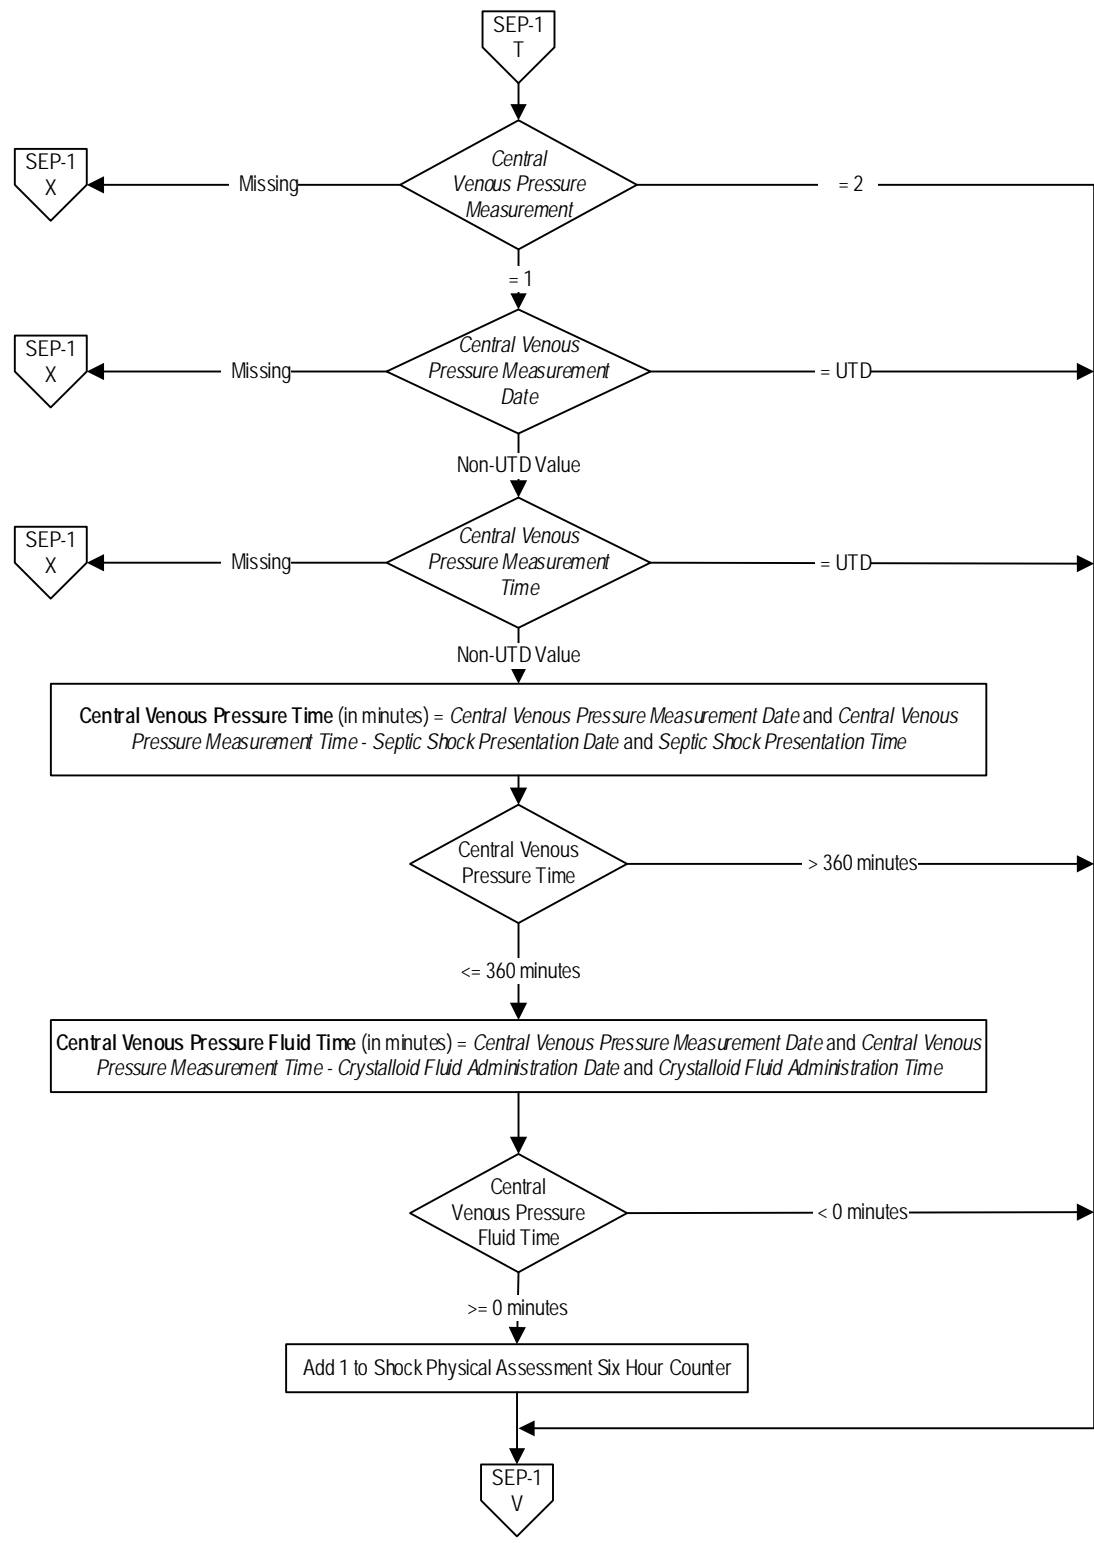 SEP-1
T
Central
Venous Pressure
Measurement
SEP-1
X
Missing
= 2
= 1
Central Venous
Pressure Measurement
Date
SEP-1
X
Missing
= UTD
Non-UTD Value
Central Venous
Pressure Measurement
Time
SEP-1
X
Missing
= UTD
Non-UTD Value
Central Venous Pressure Time (in minutes) = Central Venous Pressure Measurement Date and Central Venous
Pressure Measurement Time - Septic Shock Presentation Date and Septic Shock Presentation Time
Central Venous
Pressure Time
> 360 minutes
<= 360 minutes
Central Venous Pressure Fluid Time (in minutes) = Central Venous Pressure Measurement Date and Central Venous
Pressure Measurement Time - Crystalloid Fluid Administration Date and Crystalloid Fluid Administration Time
Central
Venous Pressure
Fluid Time
< 0 minutes
>= 0 minutes
Add 1 to Shock Physical Assessment Six Hour Counter
SEP-1
V